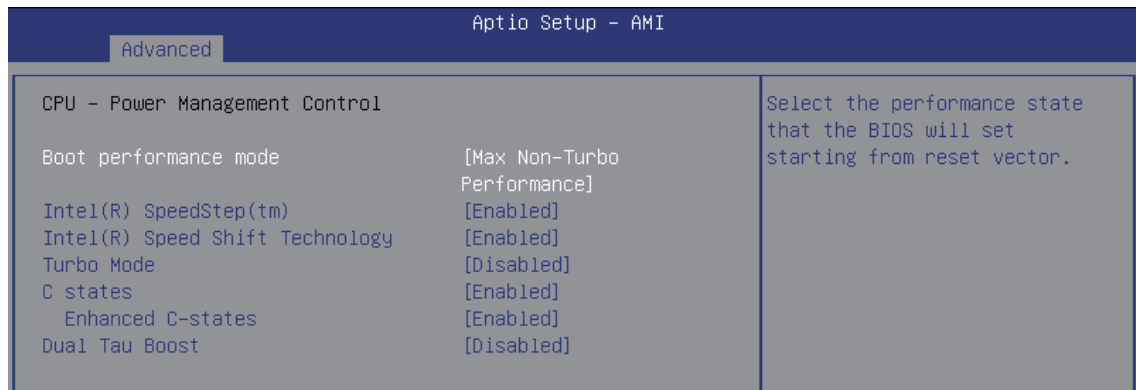 Aptio Setup - AMI
Advanced
CPU - Power Management Control
Boot performance mode [Max Non-Turbo
Performance]
Intel(R) SpeedStep(tm) [Enabled]
Intel(R) Speed Shift Technology [Enabled]
Turbo Mode [Disabled]
C states [Enabled]
Enhanced C-states [Enabled]
Dual Tau Boost [Disabled]
Select the performance state
that the BIOS will set
starting from reset vector.